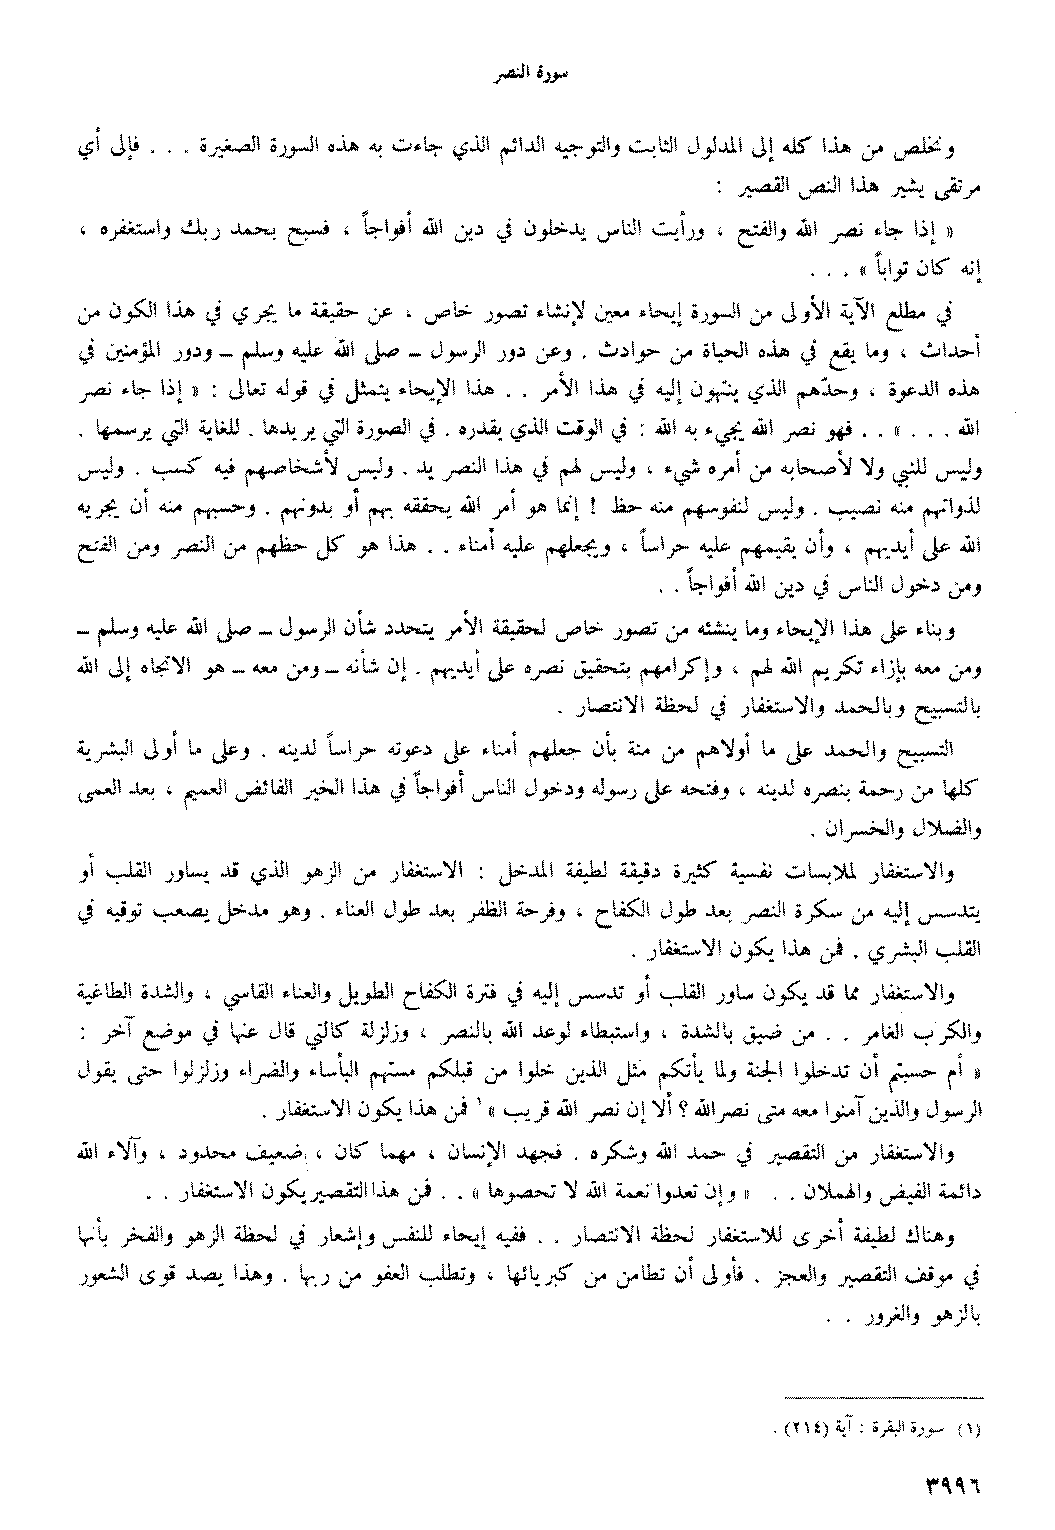 سورة النصر
ونخلص من هذا كله إلى المدلول الثابت والتوجيه الدائم الذي جاءت به هذه السورة الصغيرة . . . فإلى أي
مرتقى يشير هذا النص القصير :
« إذا جاء نصر الله والفتح ، ورأيت الناس يدخلون في دين الله أفواجاً ، فسبح بحمد ربك واستغفره ،
إنه كان تواباً » . . .
في مطلع الآية الأولى من السورة إيحاء معين لإنشاء تصور خاص ، عن حقيقة ما يجري في هذا الكون من
أحداث ، وما يقع في هذه الحياة من حوادث . وعن دور الرسول – صلى الله عليه وسلم – ودور المؤمنين في
هذه الدعوة ، وحدّهم الذي ينتهون إليه في هذا الأمر . . هذا الإيحاء يتمثل في قوله تعالى : « إذا جاء نصر
الله . . . » . . فهو نصر الله يجيء به الله : في الوقت الذي يقدره . في الصورة التي يريدها . للغاية التي يرسمها .
وليس للنبي ولا لأصحابه من أمره شيء ، وليس لهم في هذا النصر يد . وليس لأشخاصهم فيه كسب . وليس
لذواتهم منه نصيب . وليس لنفوسهم منه حظ ! إنما هو أمر الله يحققه بهم أو بدونهم . وحسبهم منه أن يجريه
الله على أيديهم ، وأن يقيمهم عليه حراساً ، ويجعلهم عليه أمناء . . هذا هو كل حظهم من النصر ومن الفتح
ومن دخول الناس في دين الله أفواجاً . .
وبناء على هذا الإيحاء وما ينشئه من تصور خاص لحقيقة الأمر يتحدد شأن الرسول – صلى الله عليه وسلم –
ومن معه بإزاء تكريم الله لهم ، وإكرامهم بتحقيق نصره على أيديهم . إن شأنه – ومن معه – هو الاتجاه إلى الله
بالتسبيح وبالحمد والاستغفار في لحظة الانتصار .
التسبيح والحمد على ما أولاهم من منة بأن جعلهم أمناء على دعوته حراساً لدينه . وعلى ما أولى البشرية
كلها من رحمة بنصره لدينه ، وفتحه على رسوله ودخول الناس أفواجاً في هذا الخير الفائض العميم ، بعد العمى
والضلال والخسران .
والاستغفار لملابسات نفسية كثيرة دقيقة لطيفة المدخل : الاستغفار من الزهو الذي قد يساور القلب أو
يتدسس إليه من سكرة النصر بعد طول الكفاح ، وفرحة الظفر بعد طول العناء . وهو مدخل يصعب توقيه في
القلب البشري . فمن هذا يكون الاستغفار .
والاستغفار مما قد يكون ساور القلب أو تدسس إليه في فترة الكفاح الطويل والعناء القاسي ، والشدة الطاغية
والكرب الغامر . . من ضيق بالشدة ، واستبطاء لوعد الله بالنصر ، وزلزلة كالتي قال عنها في موضع آخر :
« أم حسبتم أن تدخلوا الجنة ولما يأتكم مثل الذين خلوا من قبلكم مستهم البأساء والضراء وزلزلوا حتى يقول
الرسول والذين آمنوا معه متى نصر الله ؟ ألا إن نصر الله قريب » ١ فمن هذا يكون الاستغفار .
والاستغفار من التقصير في حمد الله وشكره . فجهد الإنسان ، مهما كان ، ضعيف محدود ، وآلاء الله
دائمة الفيض والهملان . . « وإن تعدوا نعمة الله لا تحصوها » . . فمن هذا التقصير يكون الاستغفار . .
وهناك لطيفة أخرى للاستغفار لحظة الانتصار . . ففيه إيحاء للنفس وإشعار في لحظة الزهو والفخر بأنها
في موقف التقصير والعجز . فأولى أن تطامن من كبريائها ، وتطلب العفو من ربها . وهذا يصد قوى الشعور
بالزهو والغرور . .
(١) سورة البقرة : آية (٢١٤) .
٣٩٩٦